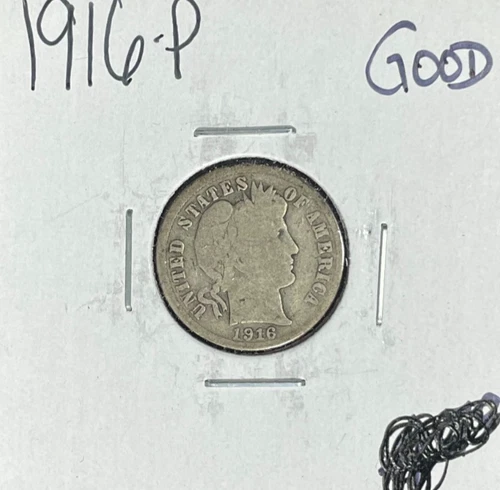 1916-P
GOOD
UNITED STATES OF AMERICA
1916